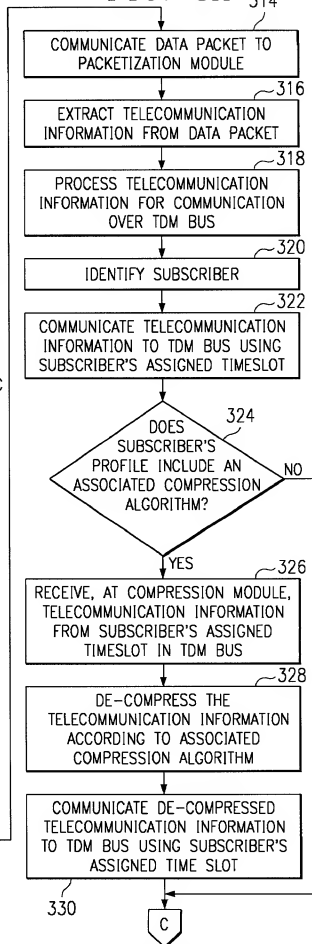 314
COMMUNICATE DATA PACKET TO
PACKETIZATION MODULE
316
EXTRACT TELECOMMUNICATION
INFORMATION FROM DATA PACKET
318
PROCESS TELECOMMUNICATION
INFORMATION FOR COMMUNICATION
OVER TDM BUS
320
IDENTIFY SUBSCRIBER
322
COMMUNICATE TELECOMMUNICATION
INFORMATION TO TDM BUS USING
SUBSCRIBER'S ASSIGNED TIMESLOT
324
DOES
SUBSCRIBER'S
PROFILE INCLUDE AN
ASSOCIATED COMPRESSION
ALGORITHM?
NO
YES
326
RECEIVE, AT COMPRESSION MODULE,
TELECOMMUNICATION INFORMATION
FROM SUBSCRIBER'S ASSIGNED
TIMESLOT IN TDM BUS
328
DE-COMPRESS THE
TELECOMMUNICATION INFORMATION
ACCORDING TO ASSOCIATED
COMPRESSION ALGORITHM
COMMUNICATE DE-COMPRESSED
TELECOMMUNICATION INFORMATION
TO TDM BUS USING SUBSCRIBER'S
ASSIGNED TIME SLOT
330
C